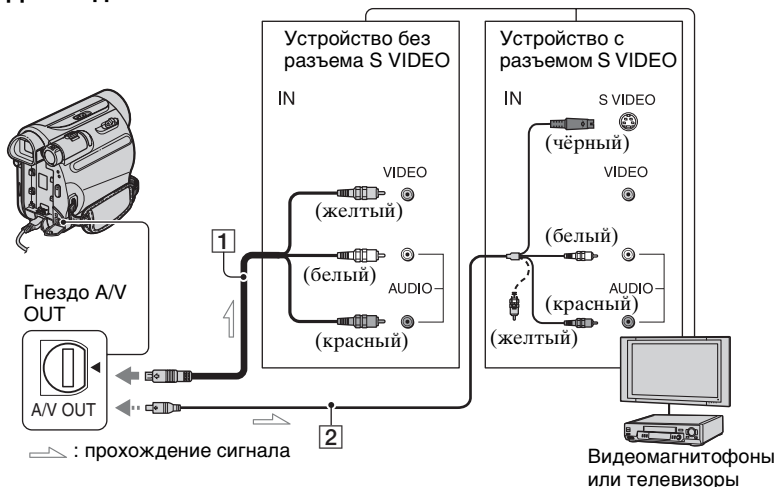 Устройство без
разъема S VIDEO
IN
VIDEO
(желтый)
(белый)
AUDIO
(красный)
Устройство с
разъемом S VIDEO
IN
S VIDEO
(чёрный)
VIDEO
(белый)
AUDIO
(красный)
(желтый)
1
Гнездо A/V
OUT
A/V OUT
2
: прохождение сигнала
Видеомагнитофоны
или телевизоры